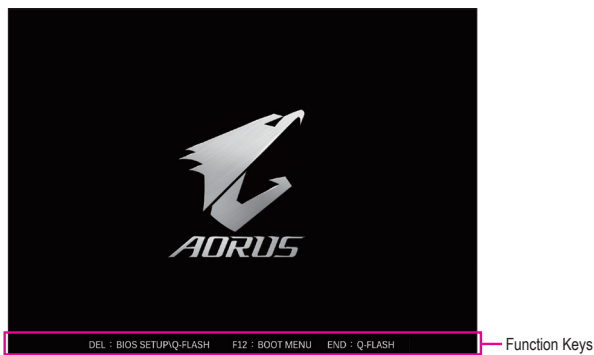 AORUS
DEL : BIOS SETUP\Q-FLASH F12 : BOOT MENU END : Q-FLASH
Function Keys